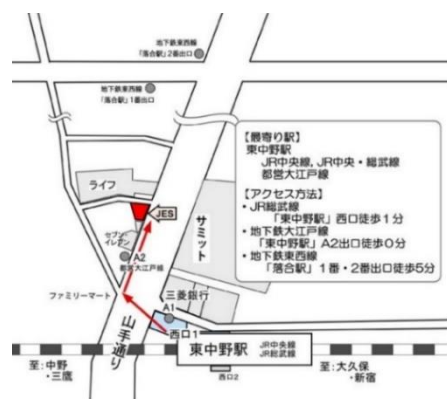 地下鉄東西線
「落合駅」2番出口
地下鉄東西線
「落合駅」1番出口
【最寄り駅】
東中野駅
JR中央線,JR中央・総武線
都営大江戸線
【アクセス方法】
・JR総武線
「東中野駅」西口徒歩1分
・地下鉄大江戸線
「東中野駅」A2出口徒歩0分
・地下鉄東西線
「落合駅」1番・2番出口徒歩5分
ライフ
JES
サミット
セブン-
イレブン
A2
都営大江戸線
ファミリーマート
三菱銀行
A1
山手通り
西口1
東中野駅
JR中央線
JR総武線
至:中野
・三鷹
西口2
至:大久保
・新宿